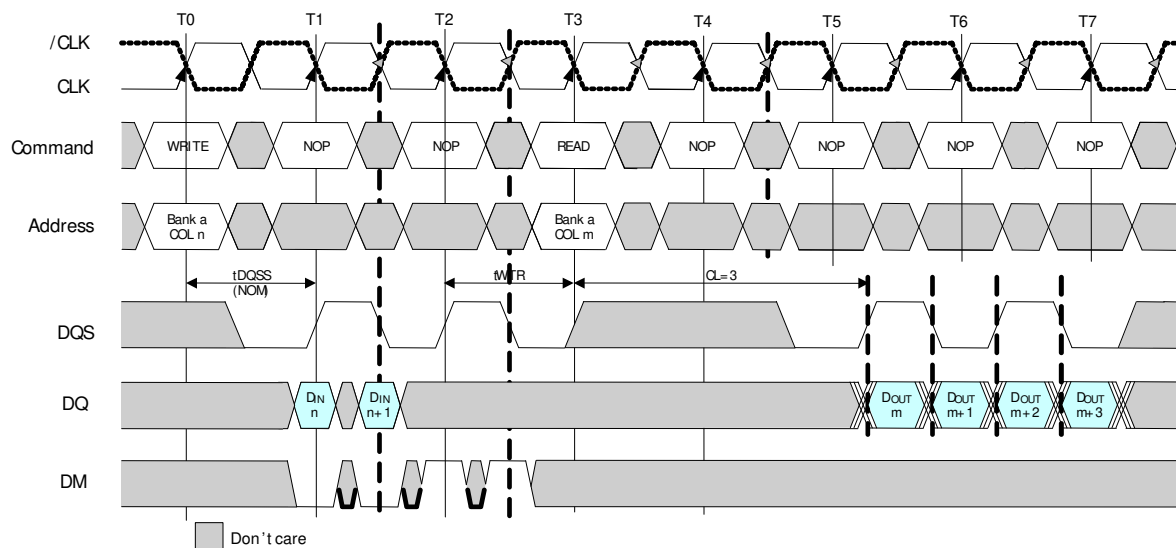 T0 T1 T2 T3 T4 T5 T6 T7
/CLK
CLK
Command WRITE NOP NOP READ NOP NOP NOP NOP
Address Bank a COL n Bank a COL m
tDQSS (NOM) tWTR CL= 3
DQS
DQ DIN n DIN n+ 1 DOUT m DOUT m+ 1 DOUT m+ 2 DOUT m+ 3
DM
Don't care